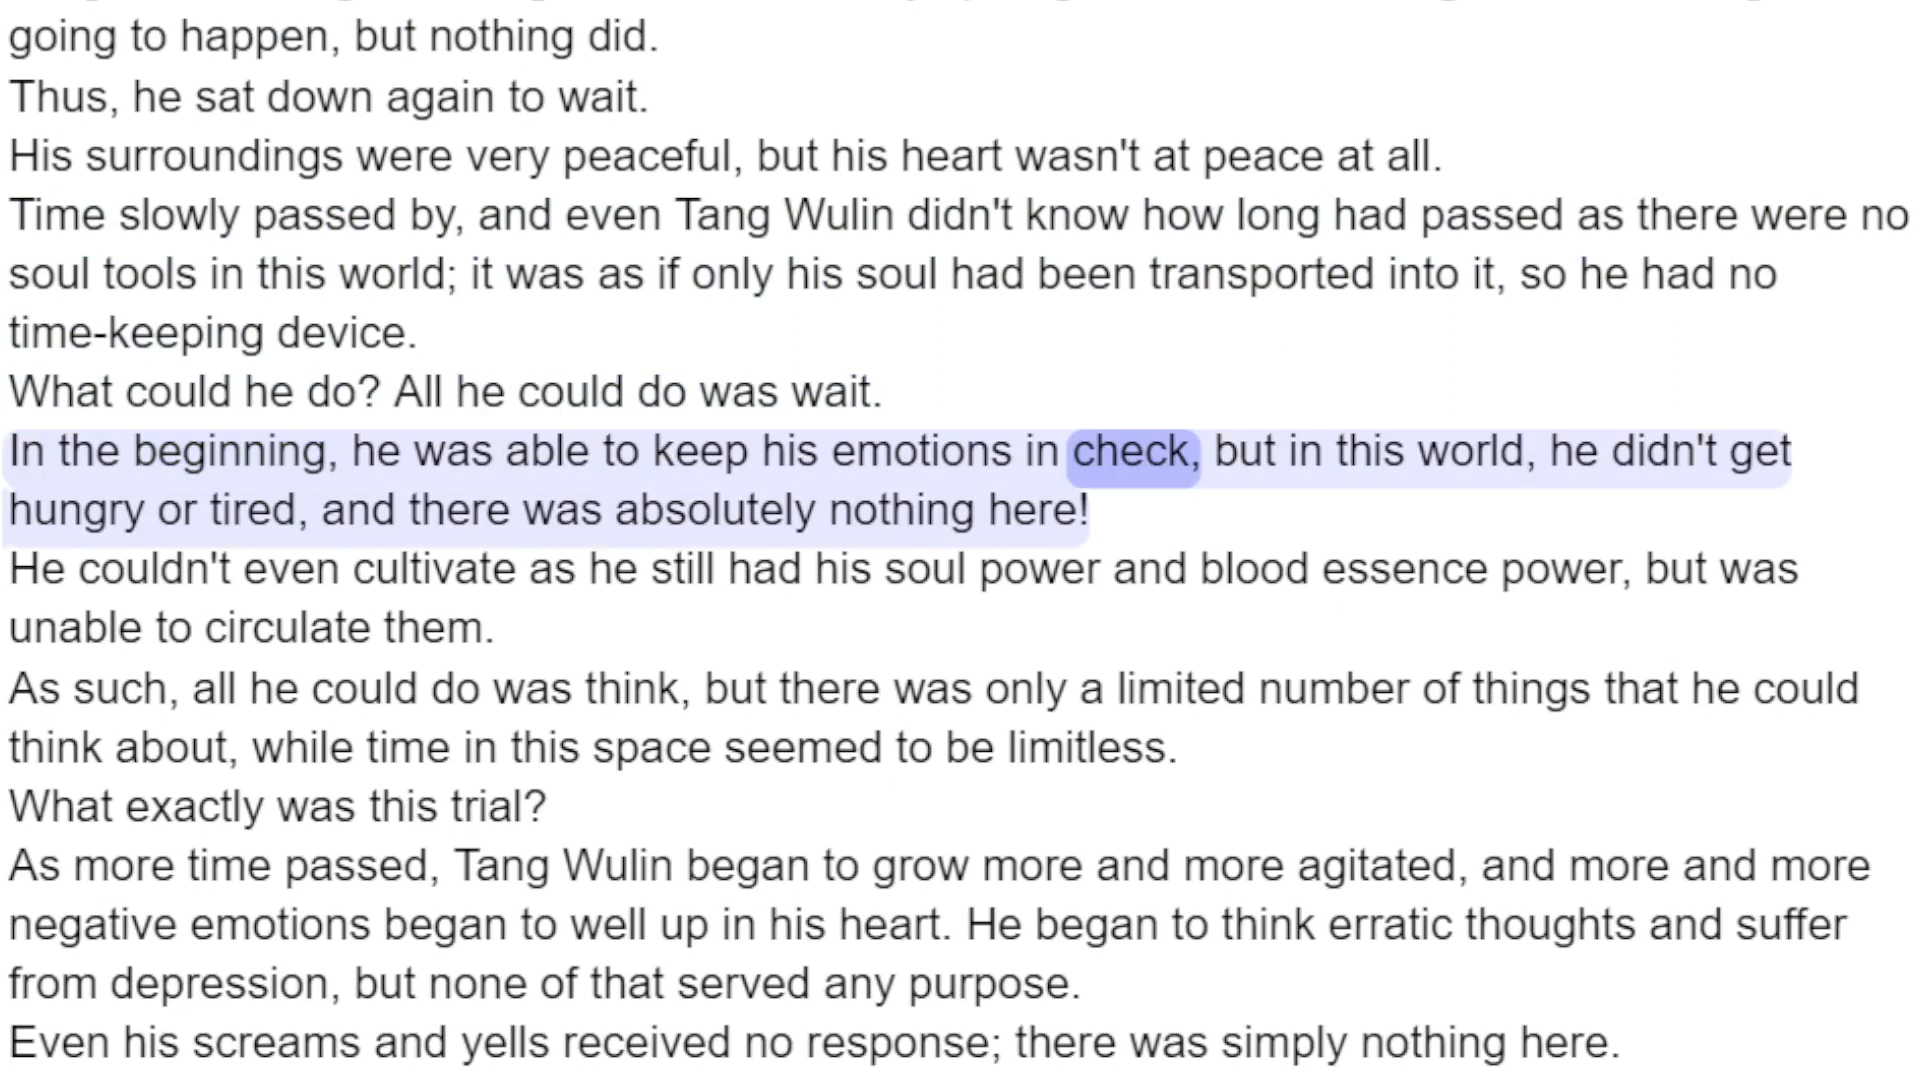 going to happen, but nothing did.
Thus, he sat down again to wait.
His surroundings were very peaceful, but his heart wasn't at peace at all.
Time slowly passed by, and even Tang Wulin didn't know how long had passed as there were no
soul tools in this world; it was as if only his soul had been transported into it, so he had no
time-keeping device.
What could he do? All he could do was wait.
In the beginning, he was able to keep his emotions in check, but in this world, he didn't get
hungry or tired, and there was absolutely nothing here!
He couldn't even cultivate as he still had his soul power and blood essence power, but was
unable to circulate them.
As such, all he could do was think, but there was only a limited number of things that he could
think about, while time in this space seemed to be limitless.
What exactly was this trial?
As more time passed, Tang Wulin began to grow more and more agitated, and more and more
negative emotions began to well up in his heart. He began to think erratic thoughts and suffer
from depression, but none of that served any purpose.
Even his screams and yells received no response; there was simply nothing here.